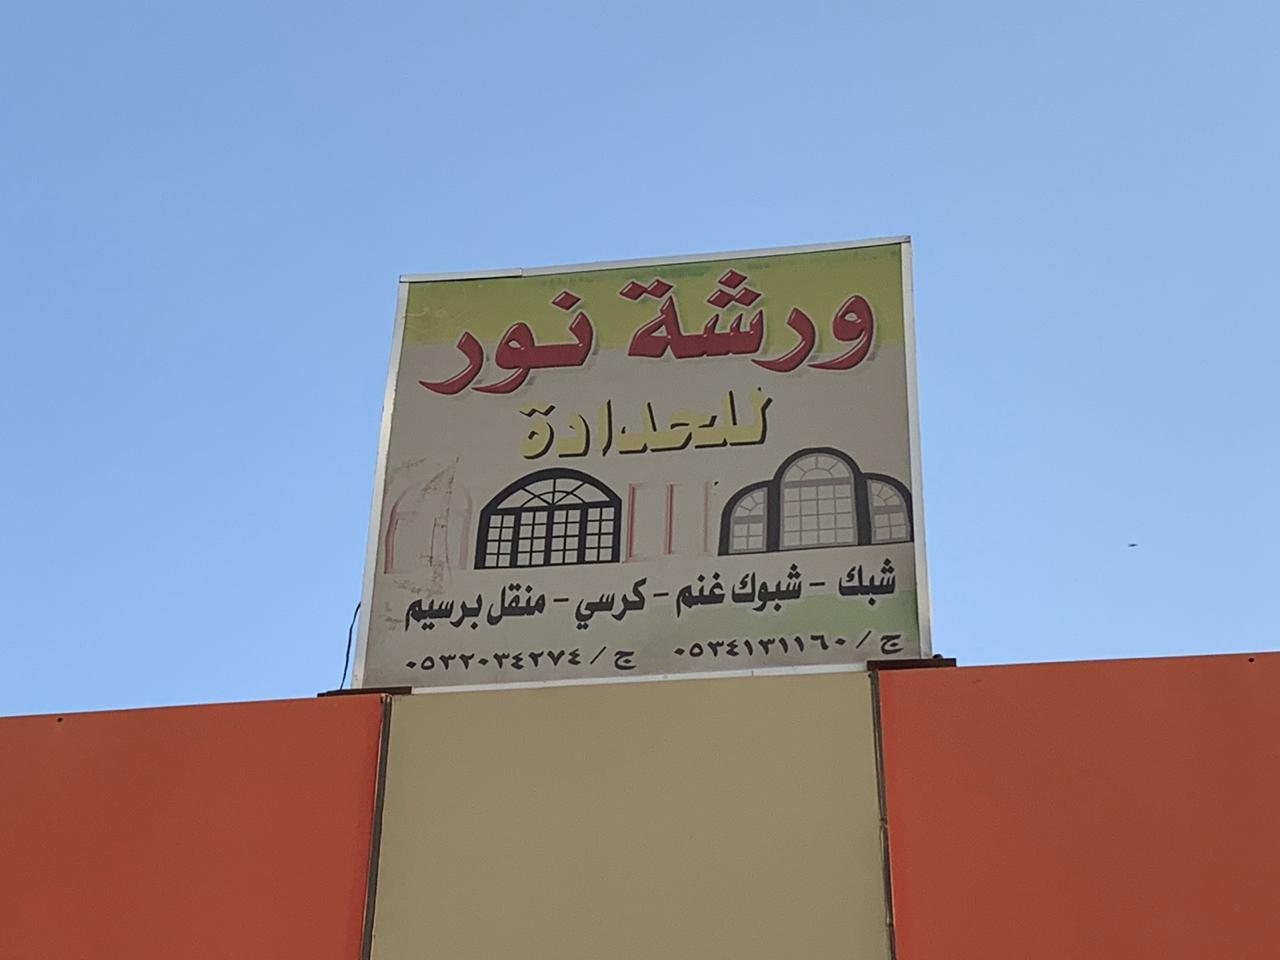 ورشة نور
للحدادة
شبك - شبوك غنم - كرسي - منقل برسيم
ج / ٠٥٣٤١٣١١٦٠ ج / ٠٥٣٢٠٣٤٢٧٤